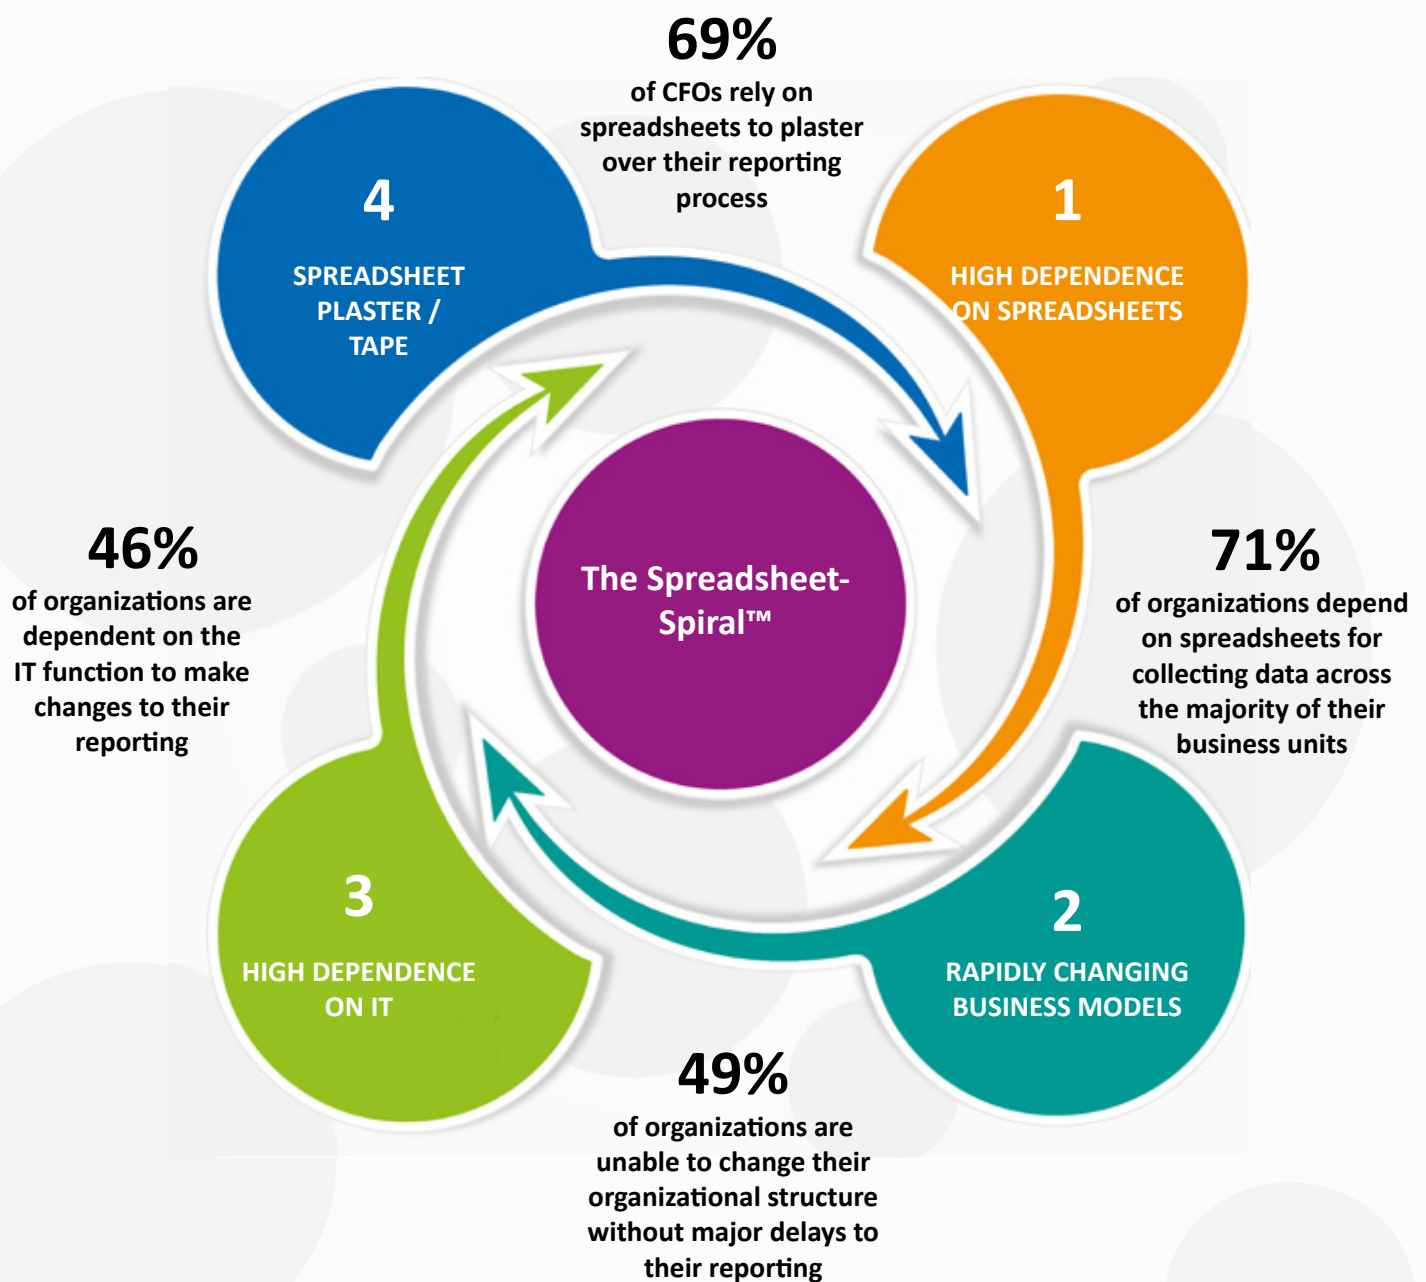 69%
of CFOs rely on
spreadsheets to plaster
over their reporting
process
4
SPREADSHEET
PLASTER /
TAPE
1
HIGH DEPENDENCE
ON SPREADSHEETS
The Spreadsheet-
Spiral™
46%
of organizations are
dependent on the
IT function to make
changes to their
reporting
71%
of organizations depend
on spreadsheets for
collecting data across
the majority of their
business units
3
HIGH DEPENDENCE
ON IT
2
RAPIDLY CHANGING
BUSINESS MODELS
49%
of organizations are
unable to change their
organizational structure
without major delays to
their reporting